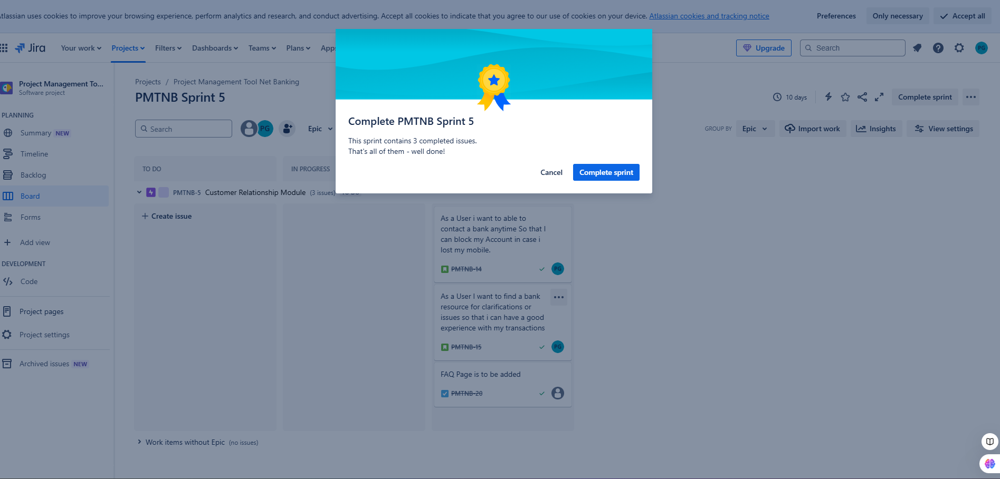 tlassian uses cookies to improve your browsing experience, perform analytics and research, and conduct advertising. Accept all cookies to indicate that you agree to our use of cookies on your device. Atlassian cookies and tracking notice
Preferences
Only necessary
Accept all
Jira
Your work
Projects
Filters
Dashboards
Teams
Plans
Apps
Upgrade
Search
PG
Project Management To...
Software project
PLANNING
Summary NEW
Timeline
Backlog
Board
Forms
Add view
DEVELOPMENT
Code
Project pages
Project settings
Archived issues NEW
Projects / Project Management Tool Net Banking
PMTNB Sprint 5
10 days
Complete sprint
Search
PG
Epic
GROUP BY
Epic
Import work
Insights
View settings
Complete PMTNB Sprint 5
This sprint contains 3 completed issues.
That's all of them - well done!
Cancel
Complete sprint
TO DO
IN PROGRESS
PMTNB-5 Customer Relationship Module (3 issues) TO DO
+ Create issue
As a User i want to able to
contact a bank anytime So that I
can block my Account in case i
lost my mobile.
PMTNB-14
PG
As a User I want to find a bank
resource for clarifications or
issues so that i can have a good
experience with my transactions
PMTNB-15
PG
FAQ Page is to be added
PMTNB-20
Work items without Epic (no issues)